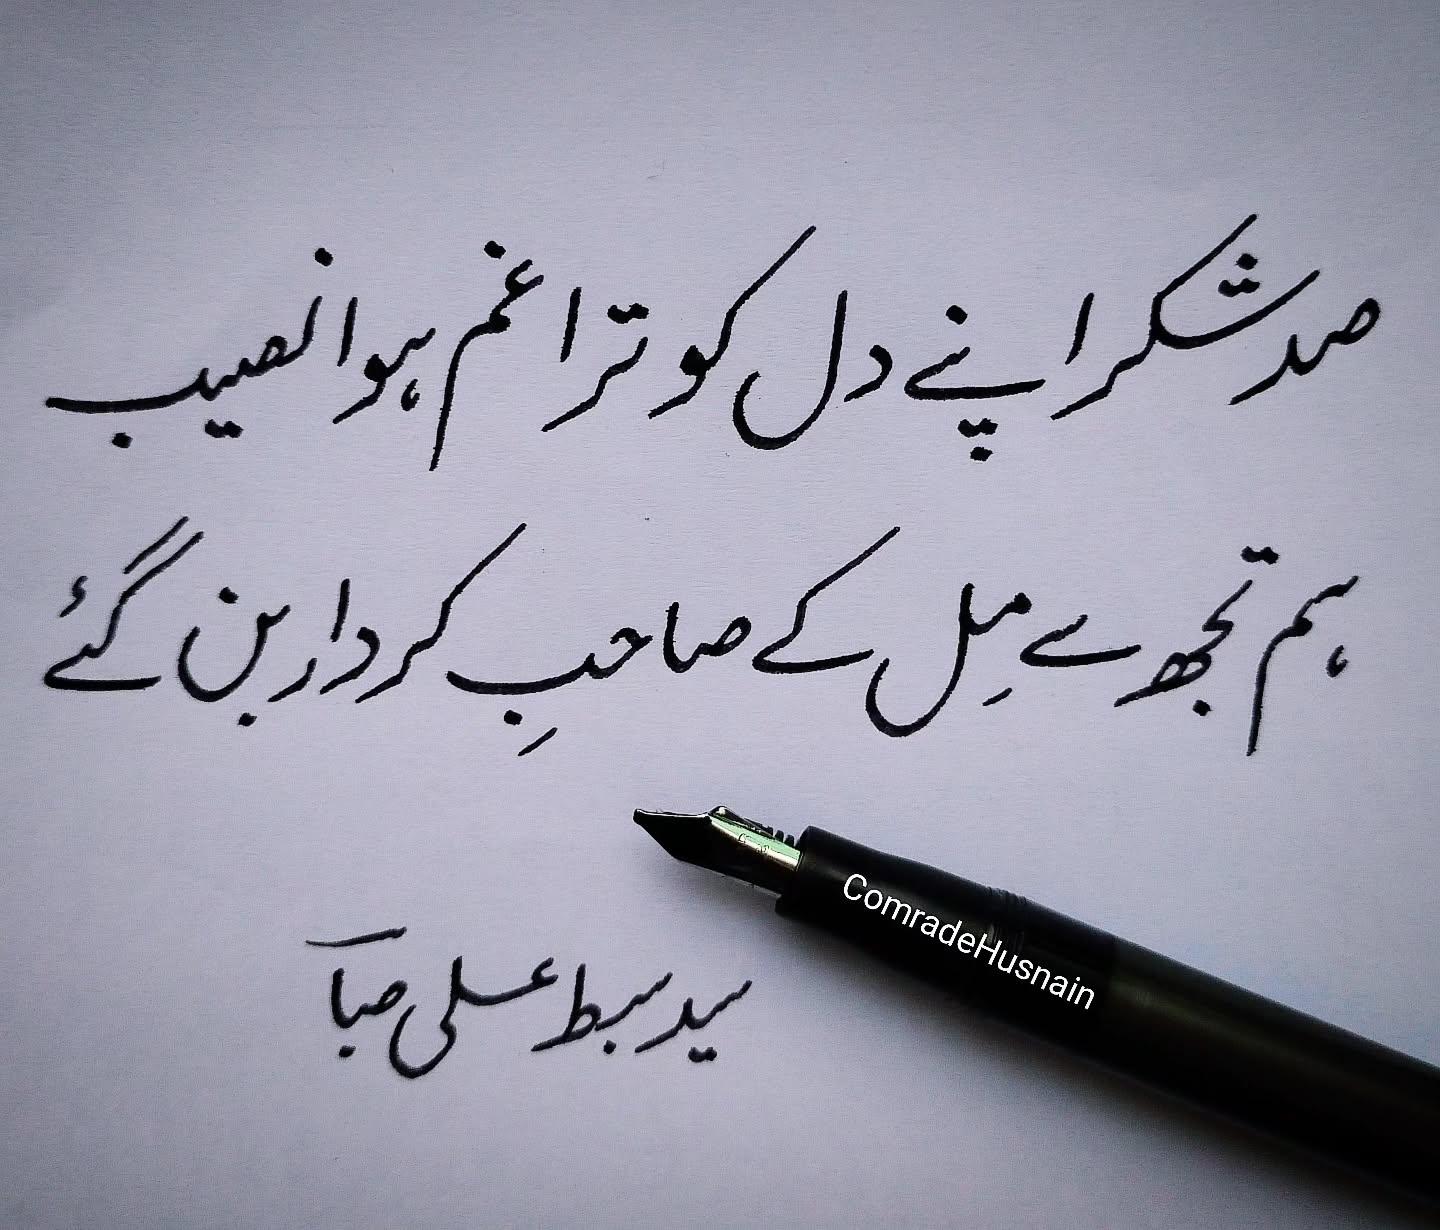 صد شکر اپنے دل کو ترا غم ہوا نصیب
ہم تجھ سے مِل کے صاحبِ کردار بن گئے
ComradeHusnain
سید سبط علی صباؔ